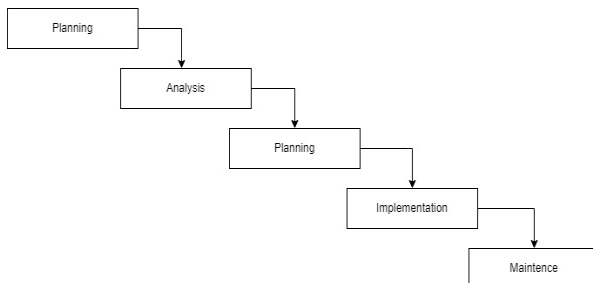 Planning
Analysis
Planning
Implementation
Maintence